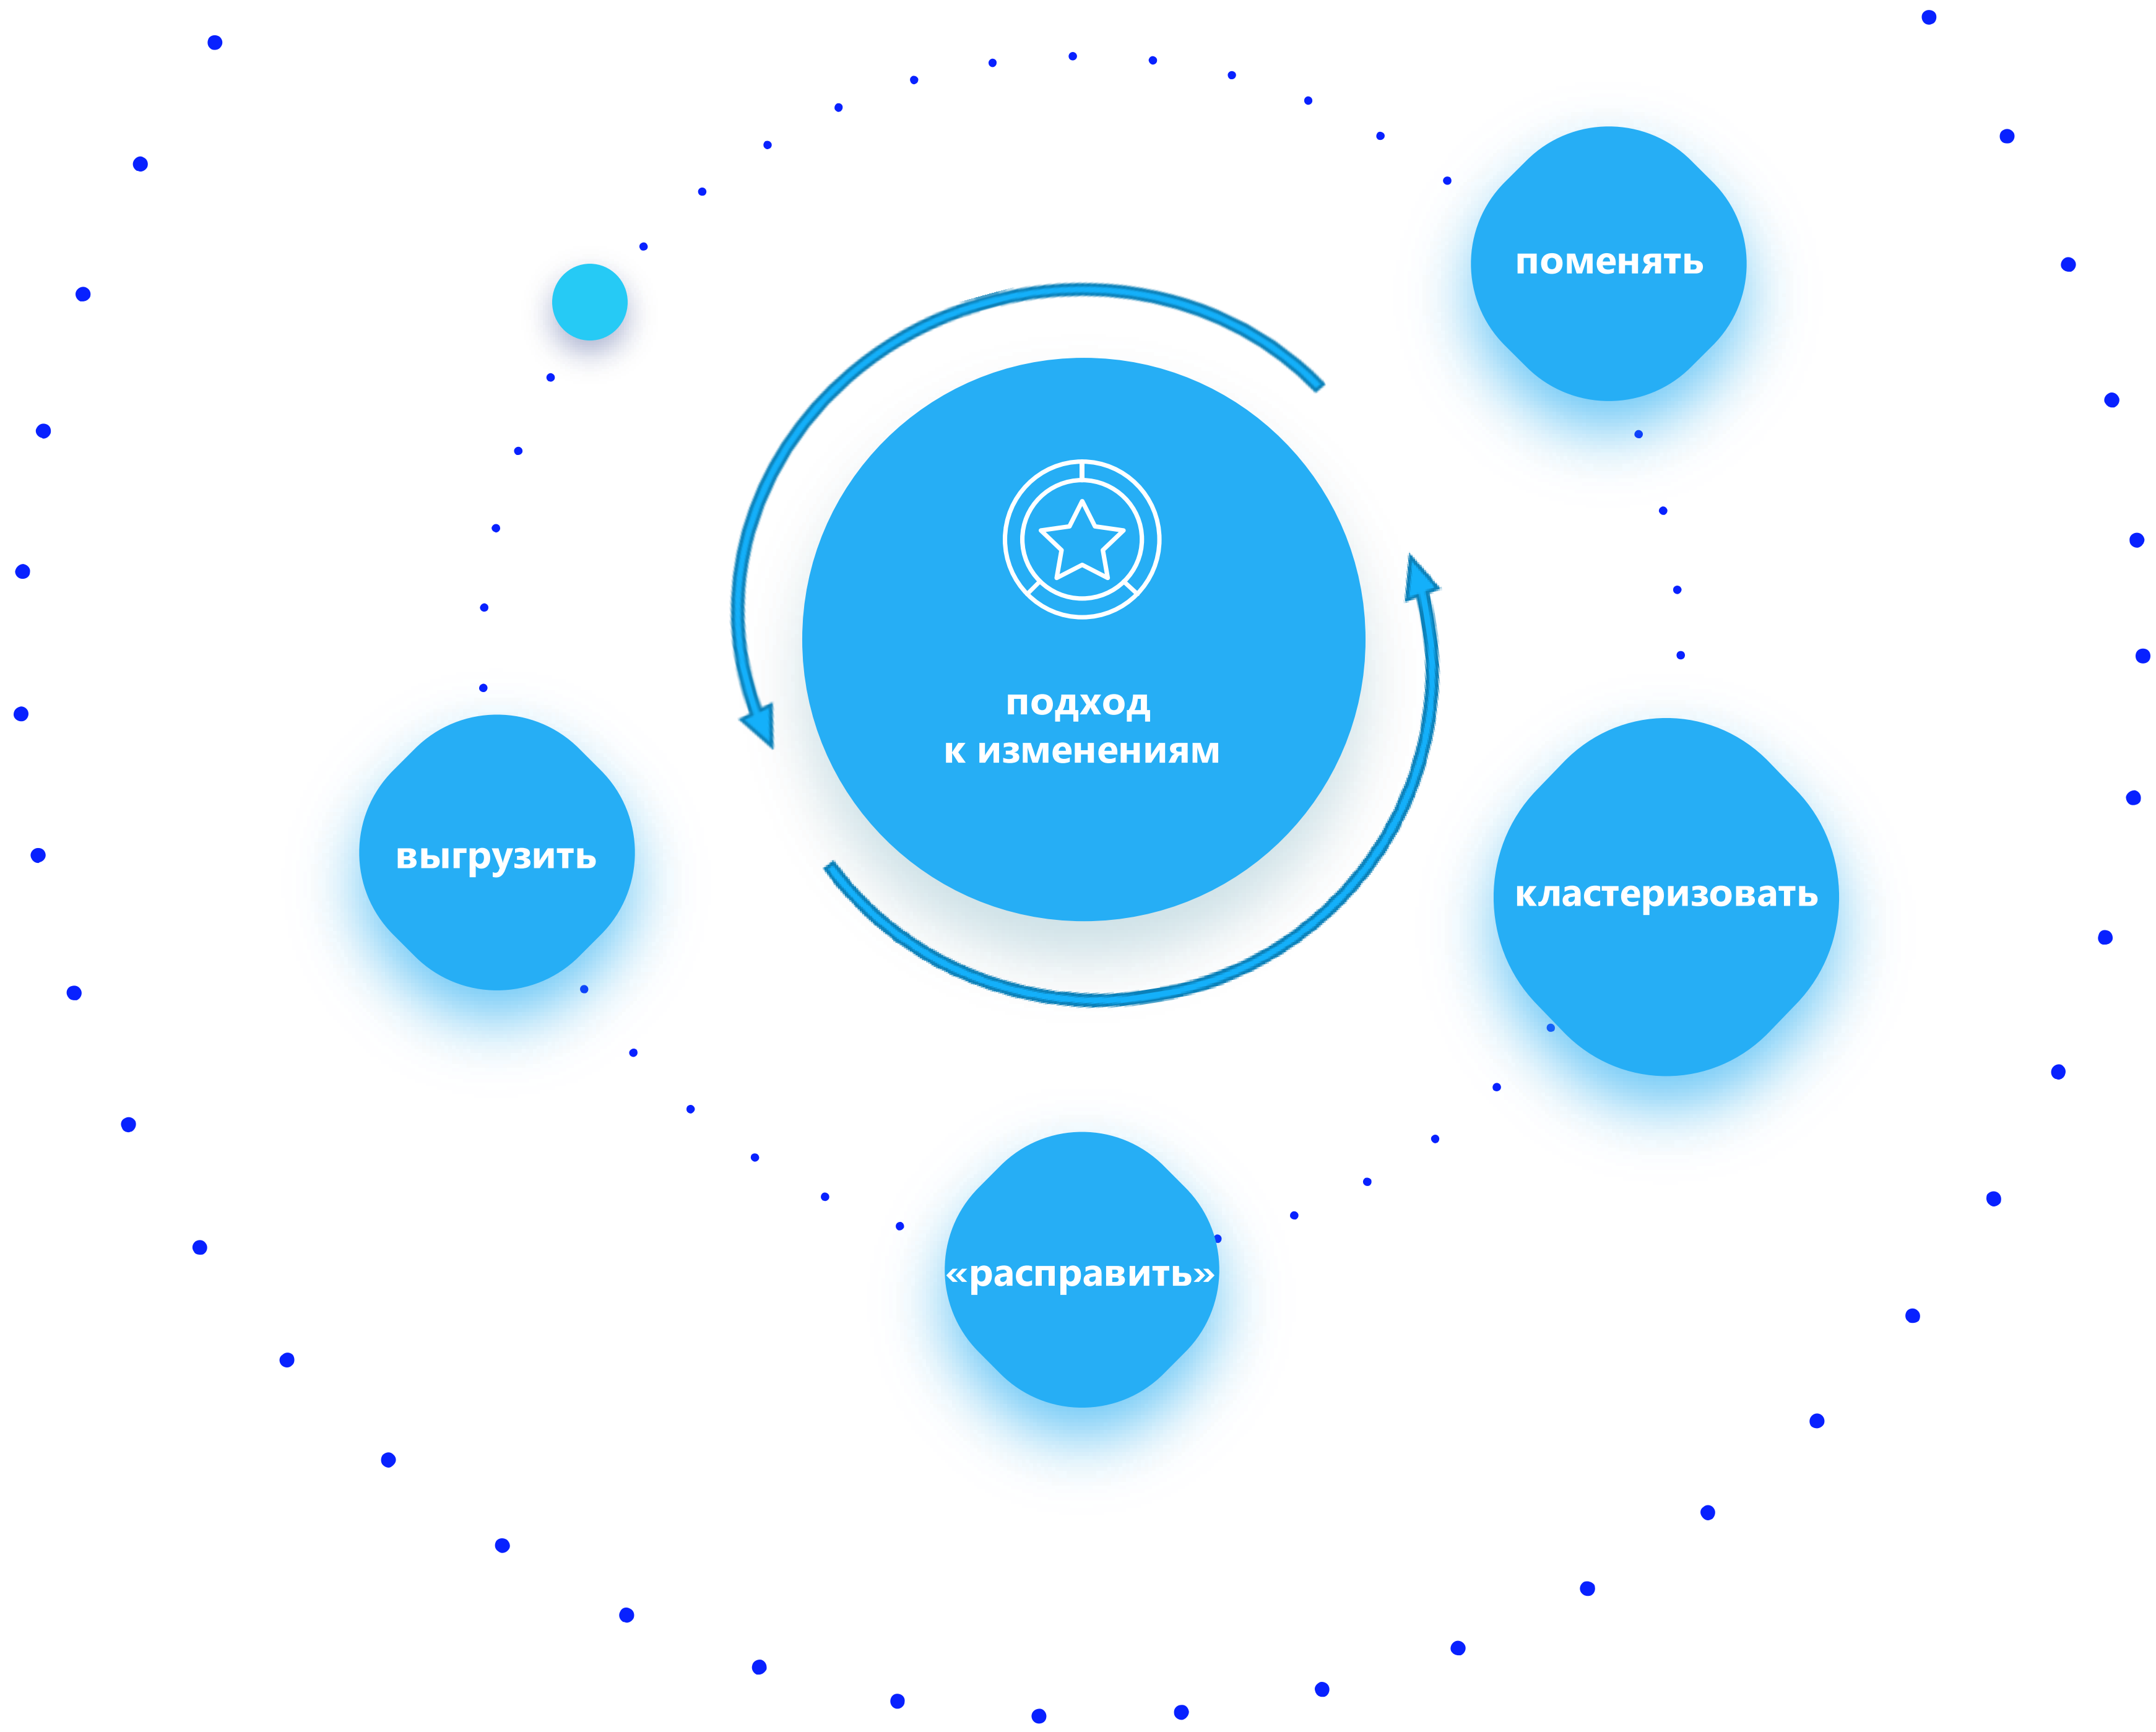 поменять
подход
к изменениям
выгрузить
кластеризовать
«расправить»